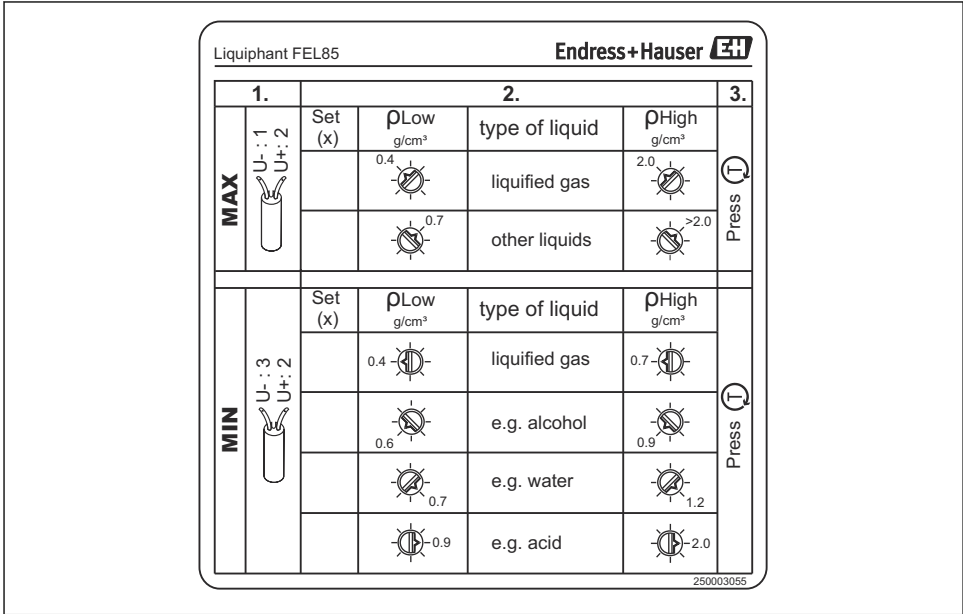 Liquiphant FEL85
Endress+Hauser EH
1. 2. 3.
MAX
U- : 1
U+: 2
Set (x) ρLow g/cm³ type of liquid ρHigh g/cm³
0.4 liquified gas 2.0
0.7 other liquids >2.0
Press T
MIN
U- : 3
U+: 2
Set (x) ρLow g/cm³ type of liquid ρHigh g/cm³
0.4 liquified gas 0.7
0.6 e.g. alcohol 0.9
0.7 e.g. water 1.2
0.9 e.g. acid 2.0
Press T
250003055